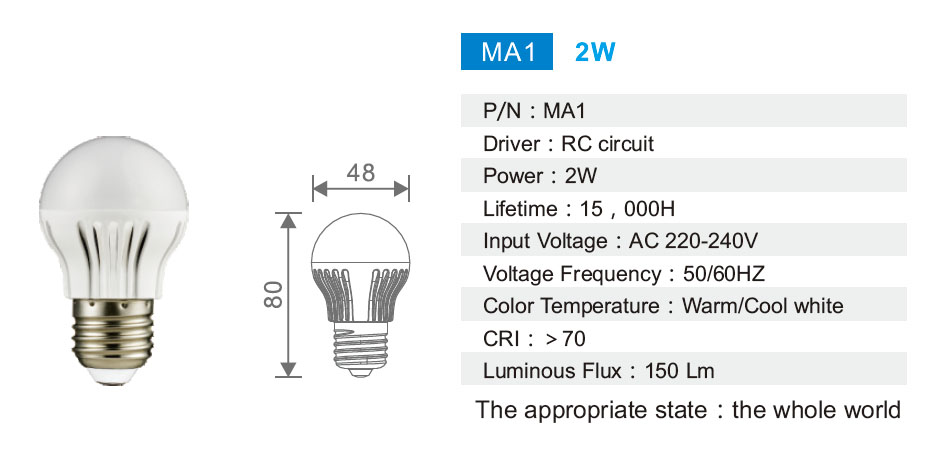 MA1 2W
48
80
P/N：MA1
Driver：RC circuit
Power：2W
Lifetime：15，000H
Input Voltage：AC 220-240V
Voltage Frequency：50/60HZ
Color Temperature：Warm/Cool white
CRI：＞70
Luminous Flux：150 Lm
The appropriate state：the whole world